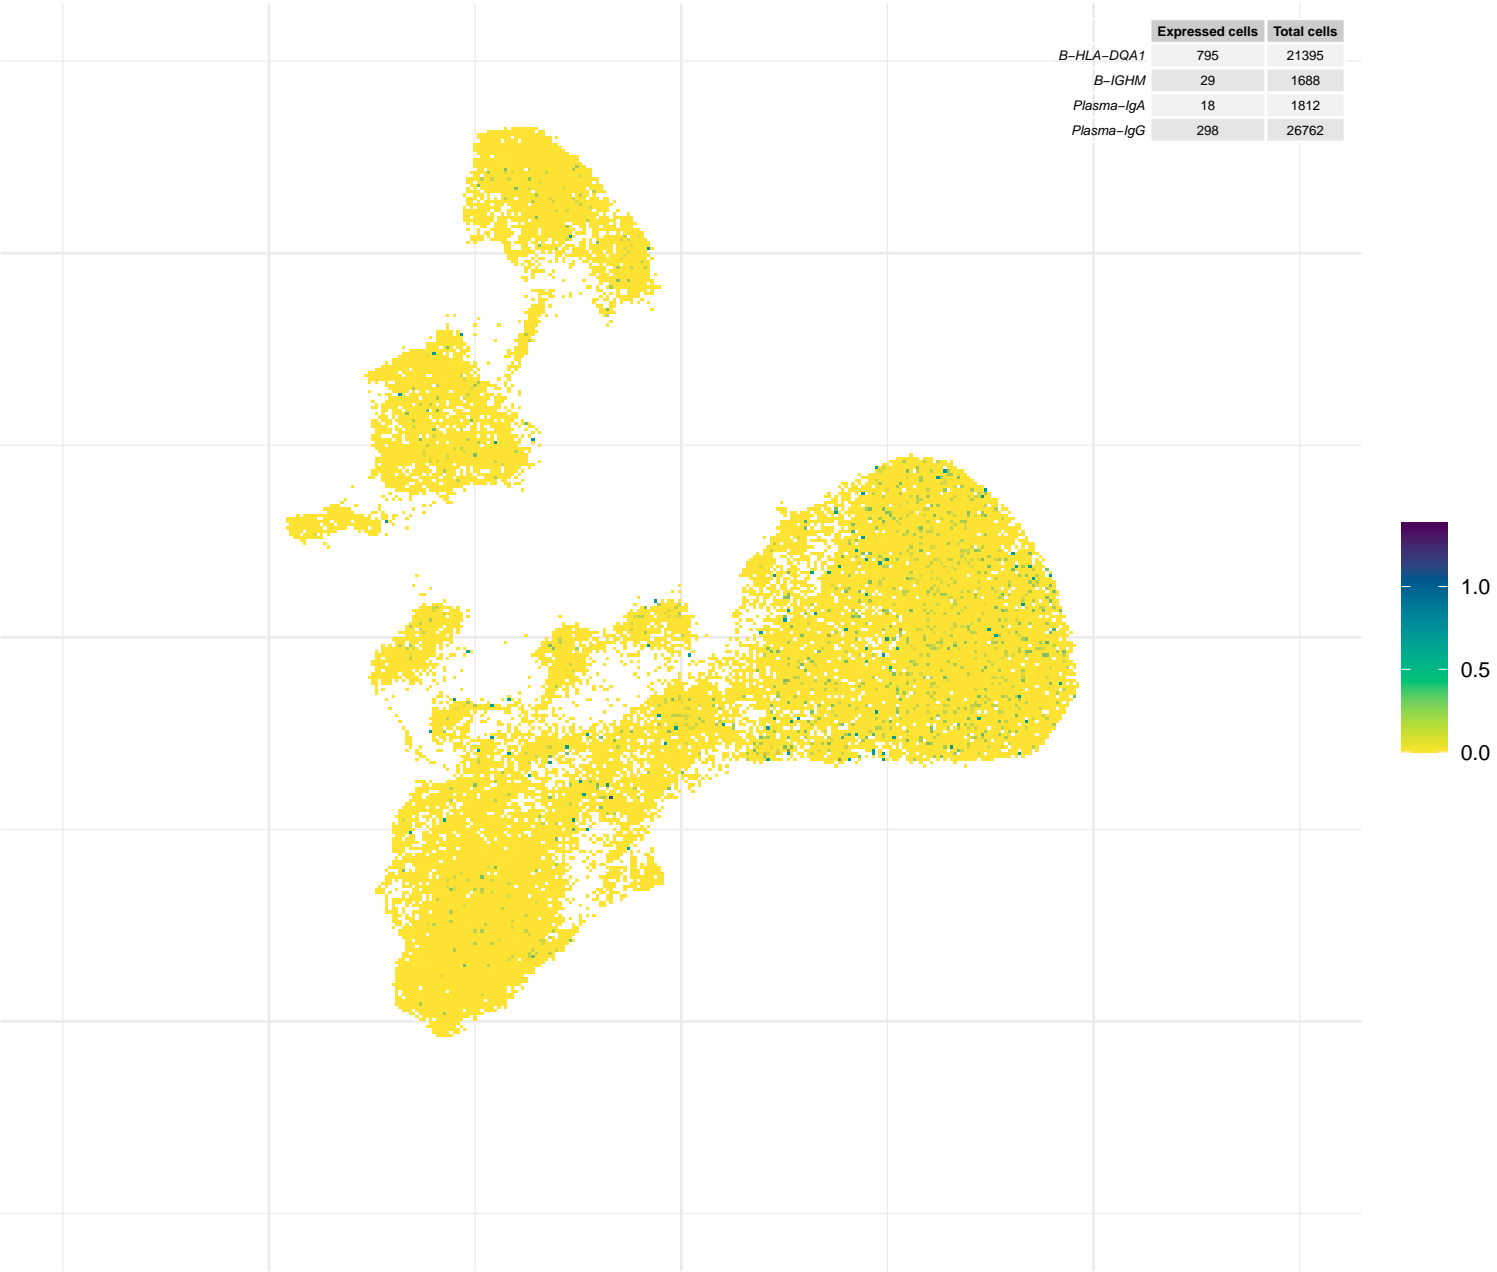 Expressed cells Total cells
B−HLA−DQA1 795 21395
B−IGHM 29 1688
Plasma−IgA 18 1812
Plasma−IgG 298 26762
1.0
0.5
0.0